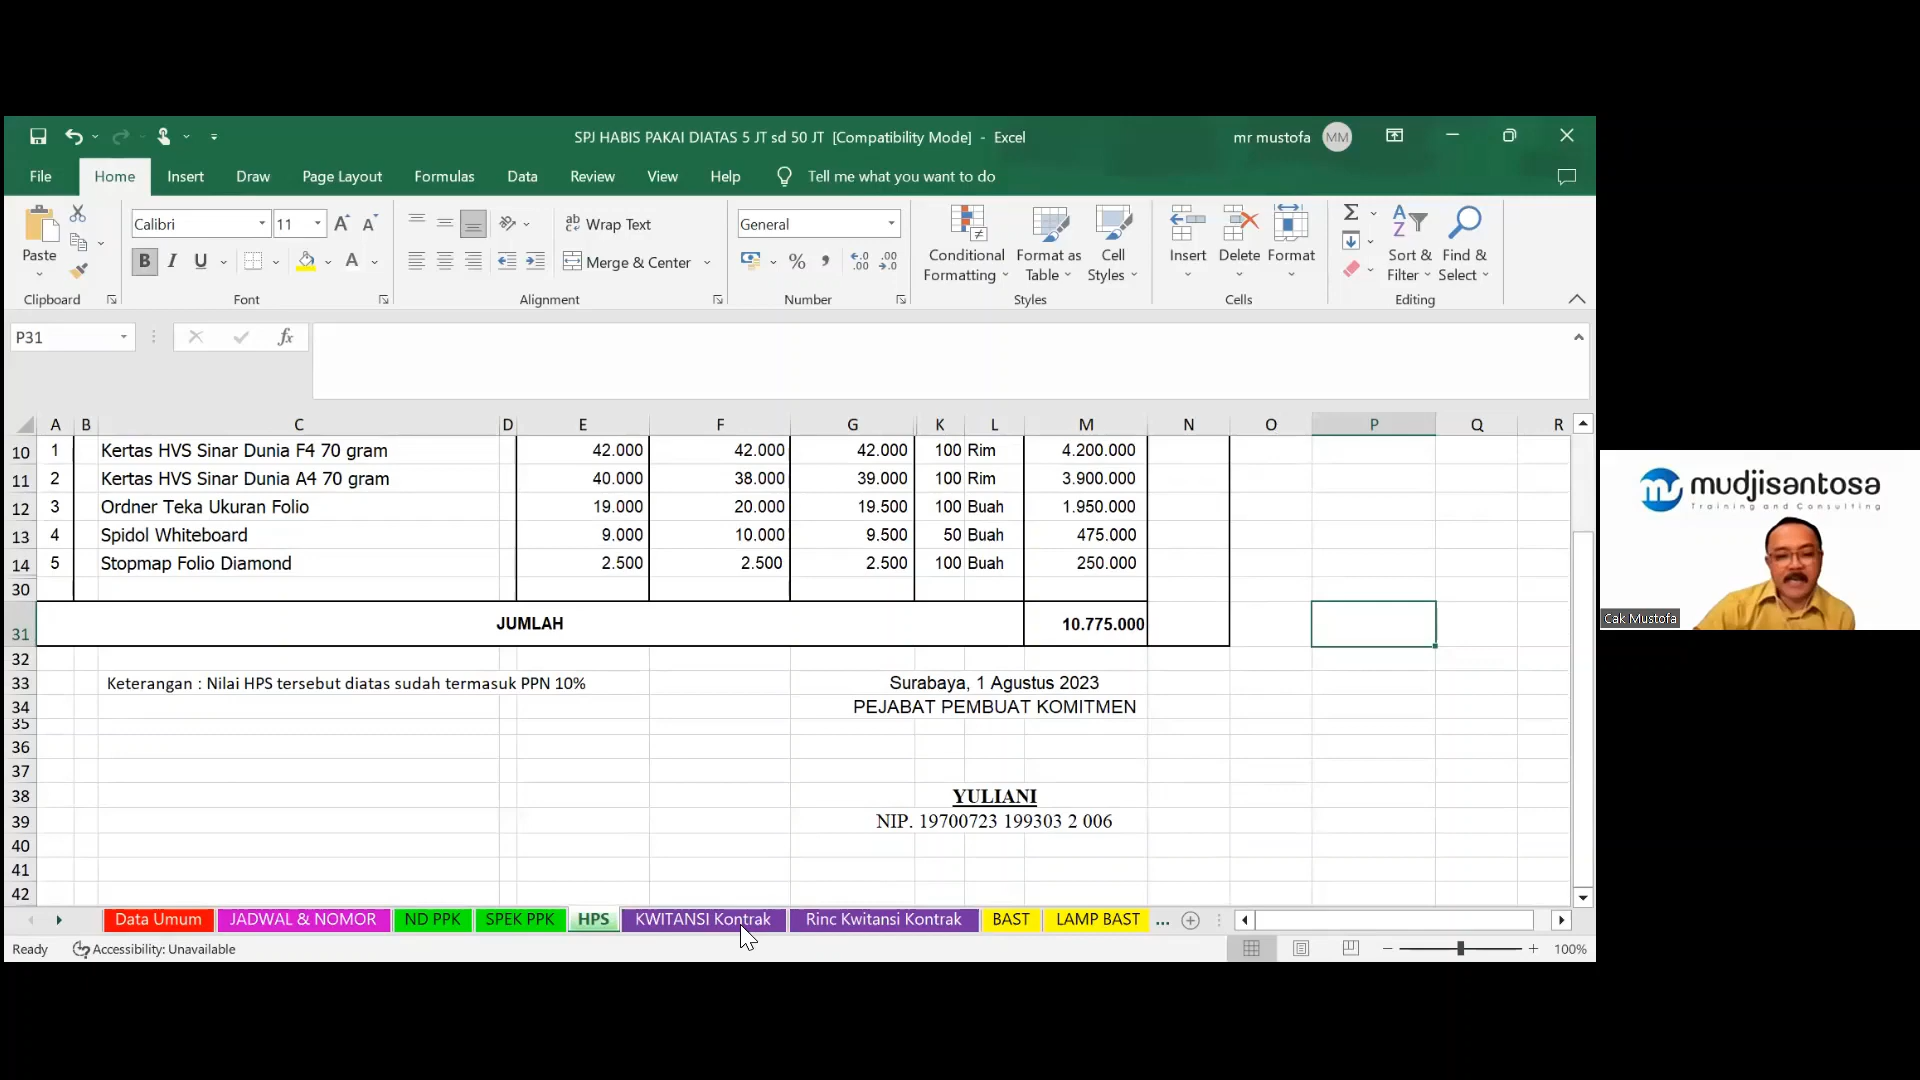 SPJ HABIS PAKAI DIATAS 5 JT sd 50 JT [Compatibility Mode] - Excel
mr mustofa MM
File Home Insert Draw Page Layout Formulas Data Review View Help Tell me what you want to do
Paste
Clipboard
Calibri 11
B I U
Font
Wrap Text
Merge & Center
Alignment
General
Number
Conditional Formatting
Format as Table
Cell Styles
Styles
Insert Delete Format
Cells
Sort & Filter
Find & Select
Editing
P31 fx
A B C D E F G K L M N O P Q R
10 1 Kertas HVS Sinar Dunia F4 70 gram 42.000 42.000 42.000 100 Rim 4.200.000
11 2 Kertas HVS Sinar Dunia A4 70 gram 40.000 38.000 39.000 100 Rim 3.900.000
12 3 Ordner Teka Ukuran Folio 19.000 20.000 19.500 100 Buah 1.950.000
13 4 Spidol Whiteboard 9.000 10.000 9.500 50 Buah 475.000
14 5 Stopmap Folio Diamond 2.500 2.500 2.500 100 Buah 250.000
30
31 JUMLAH 10.775.000
32
33 Keterangan : Nilai HPS tersebut diatas sudah termasuk PPN 10% Surabaya, 1 Agustus 2023
34 PEJABAT PEMBUAT KOMITMEN
35
36
37
38 YULIANI
39 NIP. 19700723 199303 2 006
40
41
42
Data Umum JADWAL & NOMOR ND PPK SPEK PPK HPS KWITANSI Kontrak Rinc Kwitansi Kontrak BAST LAMP BAST ...
Ready Accessibility: Unavailable 100%
mudjisantosa
Training and Consulting
Cak Mustofa